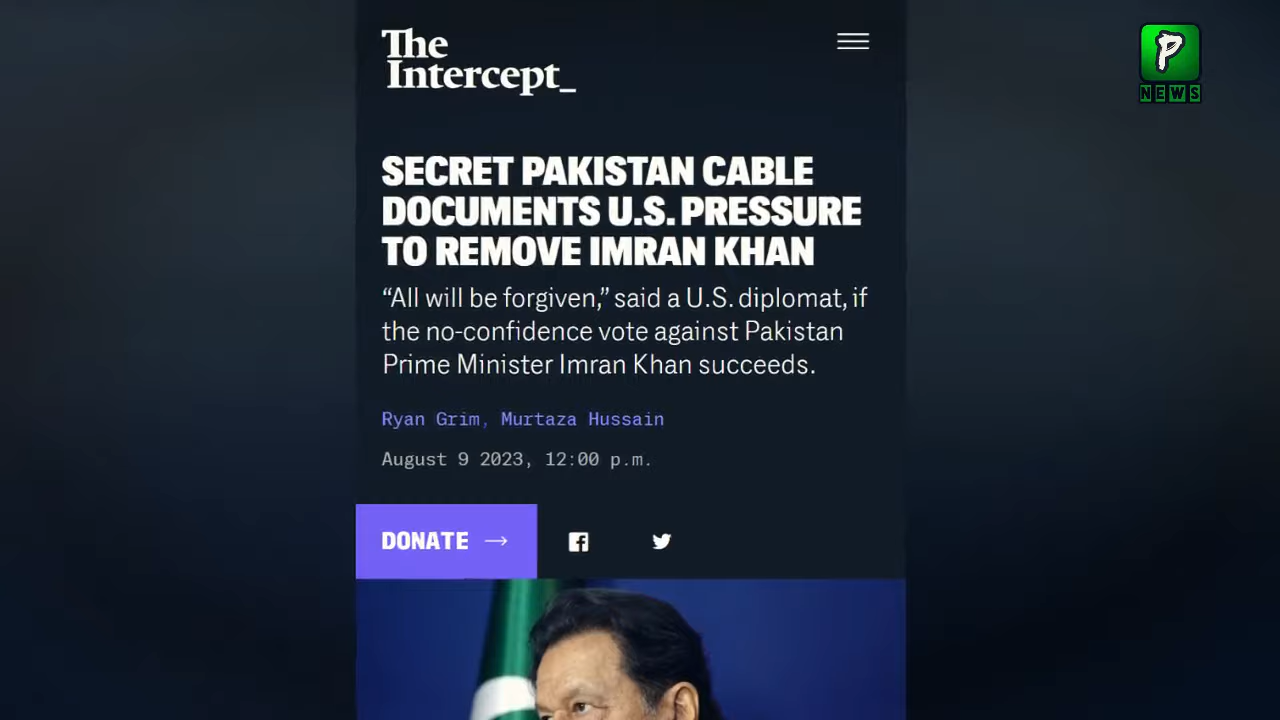 The
Intercept_
P
NEWS
SECRET PAKISTAN CABLE
DOCUMENTS U.S. PRESSURE
TO REMOVE IMRAN KHAN
“All will be forgiven,” said a U.S. diplomat, if
the no-confidence vote against Pakistan
Prime Minister Imran Khan succeeds.
Ryan Grim, Murtaza Hussain
August 9 2023, 12:00 p.m.
DONATE →